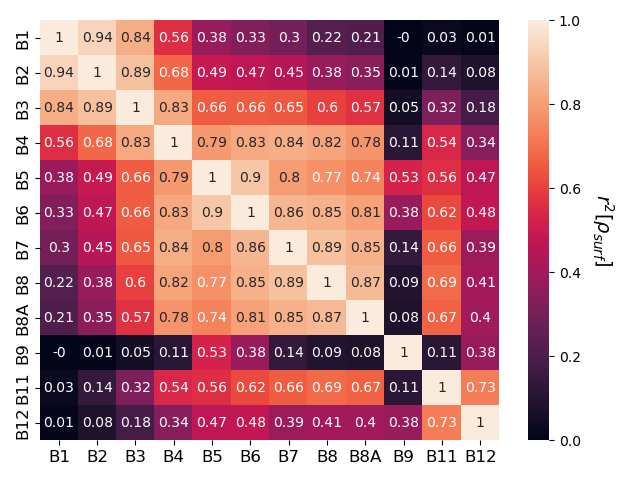 B1 1 0.94 0.84 0.56 0.38 0.33 0.3 0.22 0.21 -0 0.03 0.01
B2 0.94 1 0.89 0.68 0.49 0.47 0.45 0.38 0.35 0.01 0.14 0.08
B3 0.84 0.89 1 0.83 0.66 0.66 0.65 0.6 0.57 0.05 0.32 0.18
B4 0.56 0.68 0.83 1 0.79 0.83 0.84 0.82 0.78 0.11 0.54 0.34
B5 0.38 0.49 0.66 0.79 1 0.9 0.8 0.77 0.74 0.53 0.56 0.47
B6 0.33 0.47 0.66 0.83 0.9 1 0.86 0.85 0.81 0.38 0.62 0.48
B7 0.3 0.45 0.65 0.84 0.8 0.86 1 0.89 0.85 0.14 0.66 0.39
B8 0.22 0.38 0.6 0.82 0.77 0.85 0.89 1 0.87 0.09 0.69 0.41
B8A 0.21 0.35 0.57 0.78 0.74 0.81 0.85 0.87 1 0.08 0.67 0.4
B9 -0 0.01 0.05 0.11 0.53 0.38 0.14 0.09 0.08 1 0.11 0.38
B11 0.03 0.14 0.32 0.54 0.56 0.62 0.66 0.69 0.67 0.11 1 0.73
B12 0.01 0.08 0.18 0.34 0.47 0.48 0.39 0.41 0.4 0.38 0.73 1
B1 B2 B3 B4 B5 B6 B7 B8 B8A B9 B11 B12
1.0
0.8
0.6
0.4
0.2
0.0
r²[ρsurf]